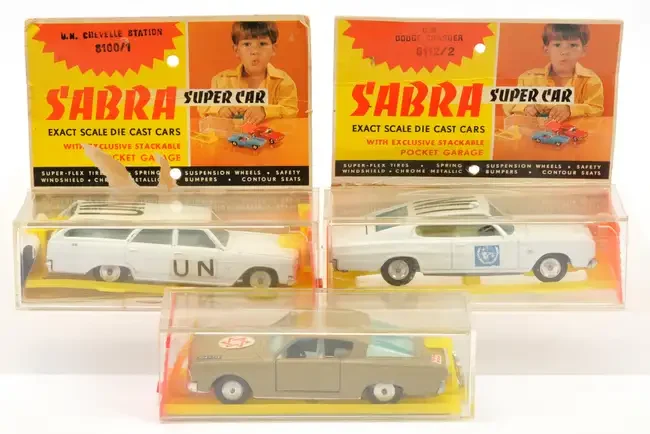 U.N. CHEVELLE STATION
8100/1
SABRA SUPER CAR
EXACT SCALE DIE CAST CARS
WITH EXCLUSIVE STACKABLE
POCKET GARAGE
SUPER-FLEX TIRES SPRING SUSPENSION WHEELS • SAFETY
WINDSHIELD • CHROME METALLIC BUMPERS • CONTOUR SEATS
UN
U.N.
DODGE CHARGER
/2
SABRA SUPER CAR
EXACT SCALE DIE CAST CARS
WITH EXCLUSIVE STACKABLE
POCKET GARAGE
SUPER-FLEX TIRES • SPRING SUSPENSION WHEELS • SAFETY
WINDSHIELD • CHROME METALLIC BUMPERS • CONTOUR SEATS